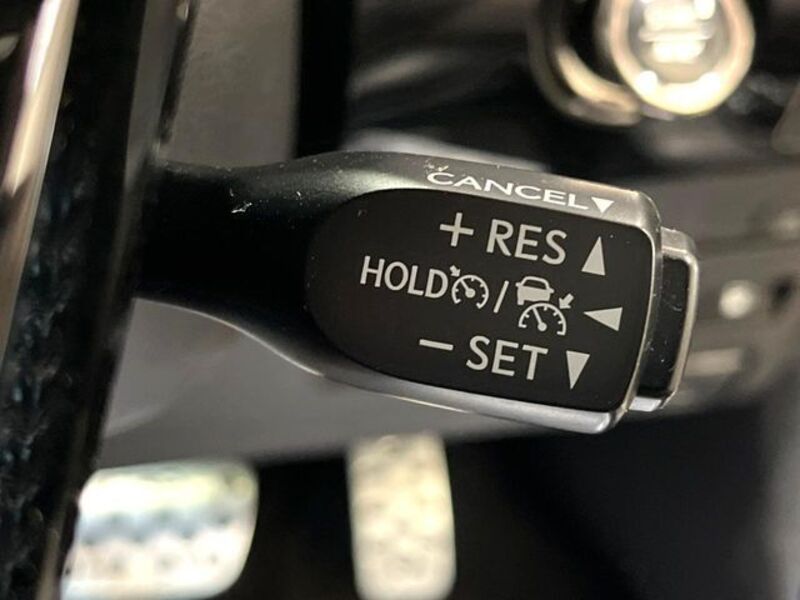 CANCEL▼
+ RES ▲
HOLD / ◀
− SET ▼